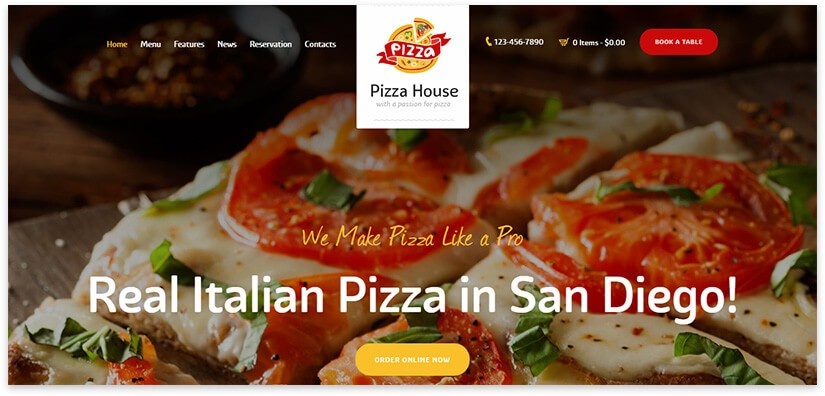 Home Menu Features News Reservation Contacts
PIZZA
Pizza House
with a passion for pizza
123-456-7890
0 Items - $0.00
BOOK A TABLE
We Make Pizza Like a Pro
Real Italian Pizza in San Diego!
ORDER ONLINE NOW